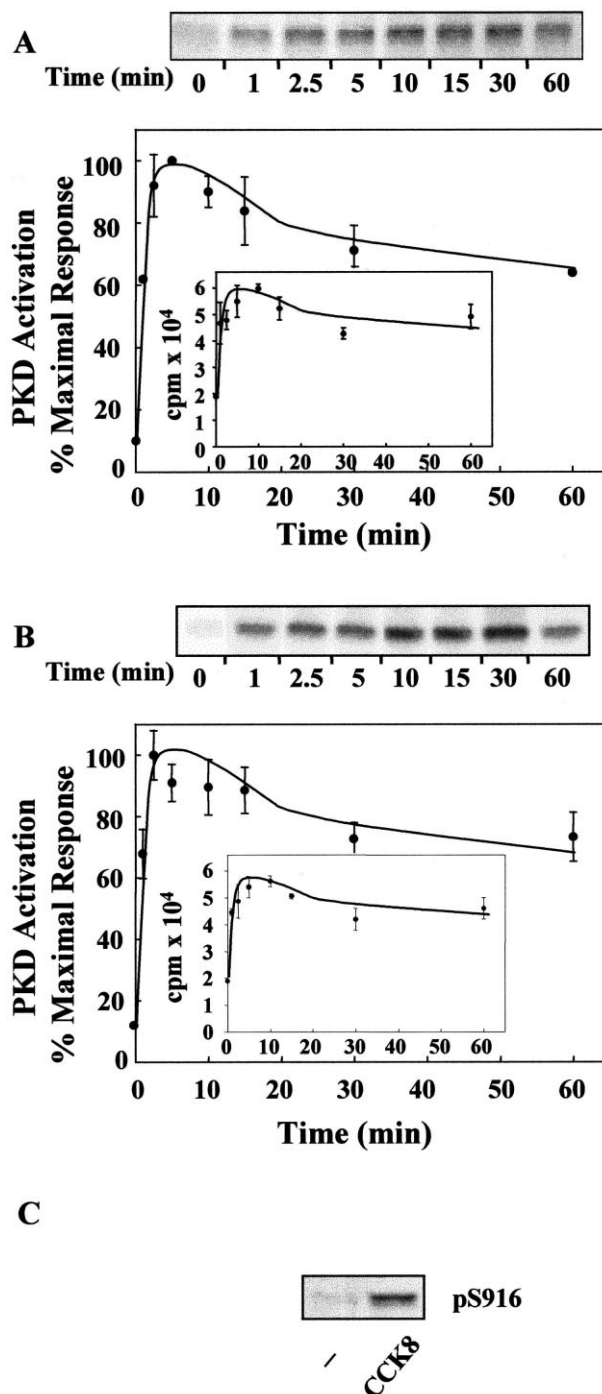 A
Time (min) 0 1 2.5 5 10 15 30 60
PKD Activation
% Maximal Response
100
80
60
40
20
0
cpm x 10⁴
6
5
4
3
2
1
0
0 10 20 30 40 50 60
0 10 20 30 40 50 60
Time (min)
B
Time (min) 0 1 2.5 5 10 15 30 60
PKD Activation
% Maximal Response
100
80
60
40
20
0
cpm x 10⁴
6
5
4
3
2
1
0
0 10 20 30 40 50 60
0 10 20 30 40 50 60
Time (min)
C
pS916
– CCK8